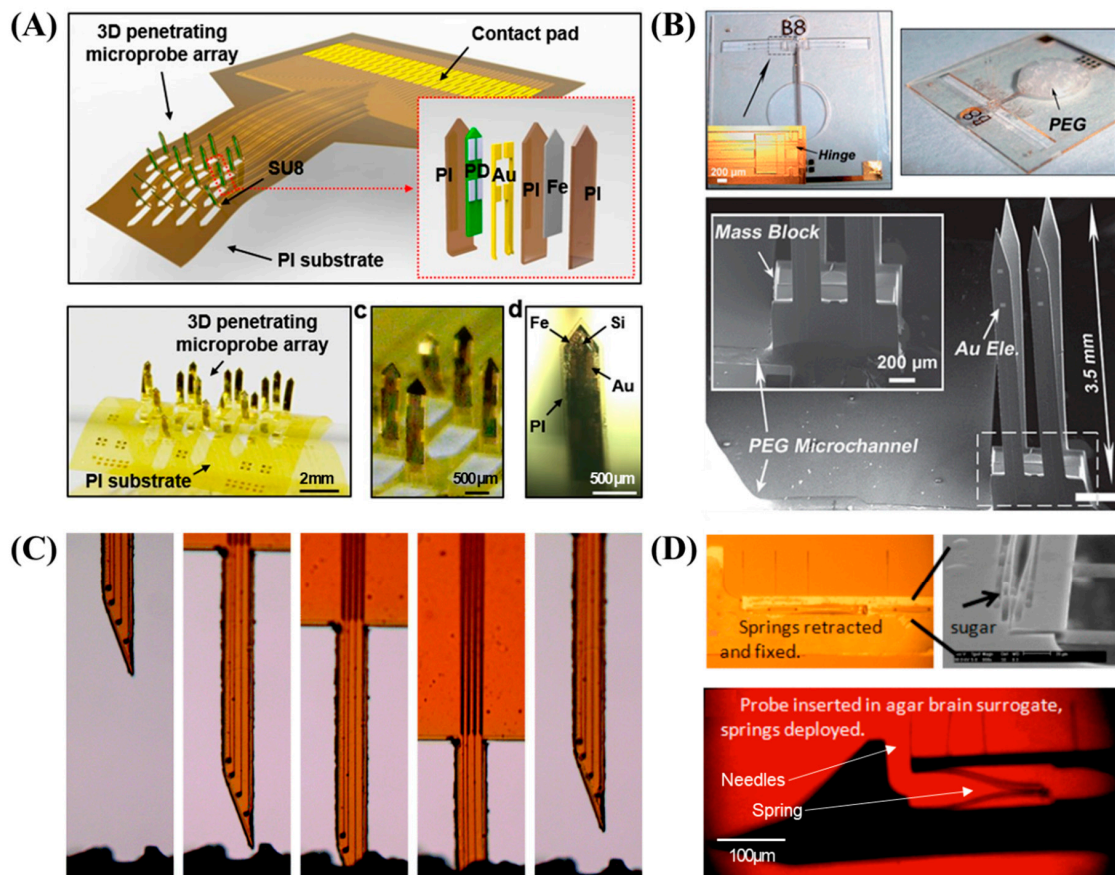 (A)
3D penetrating
microprobe array
Contact pad
SU8
PI substrate
PI
PD
Au
PI
Fe
PI
3D penetrating
microprobe array
PI substrate
2mm
c
500µm
d
Fe
Si
Au
PI
500µm
(B)
B8
Hinge
200 µm
PEG
B8
Mass Block
200 µm
Au Ele.
3.5 mm
PEG Microchannel
(C)
(D)
Springs retracted
and fixed.
sugar
Probe inserted in agar brain surrogate,
springs deployed.
Needles
Spring
100µm